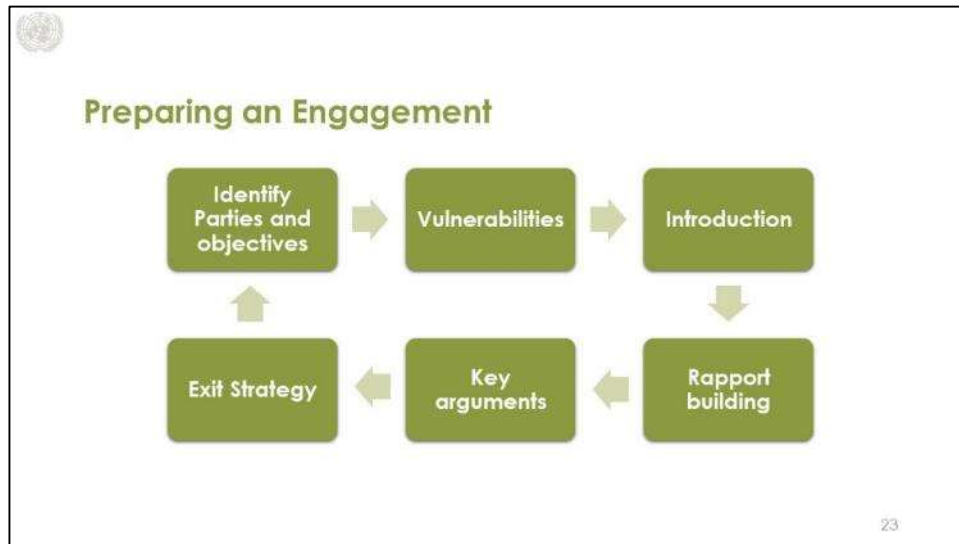 Preparing an Engagement
Identify
Parties and
objectives
Vulnerabilities
Introduction
Rapport
building
Key
arguments
Exit Strategy
23